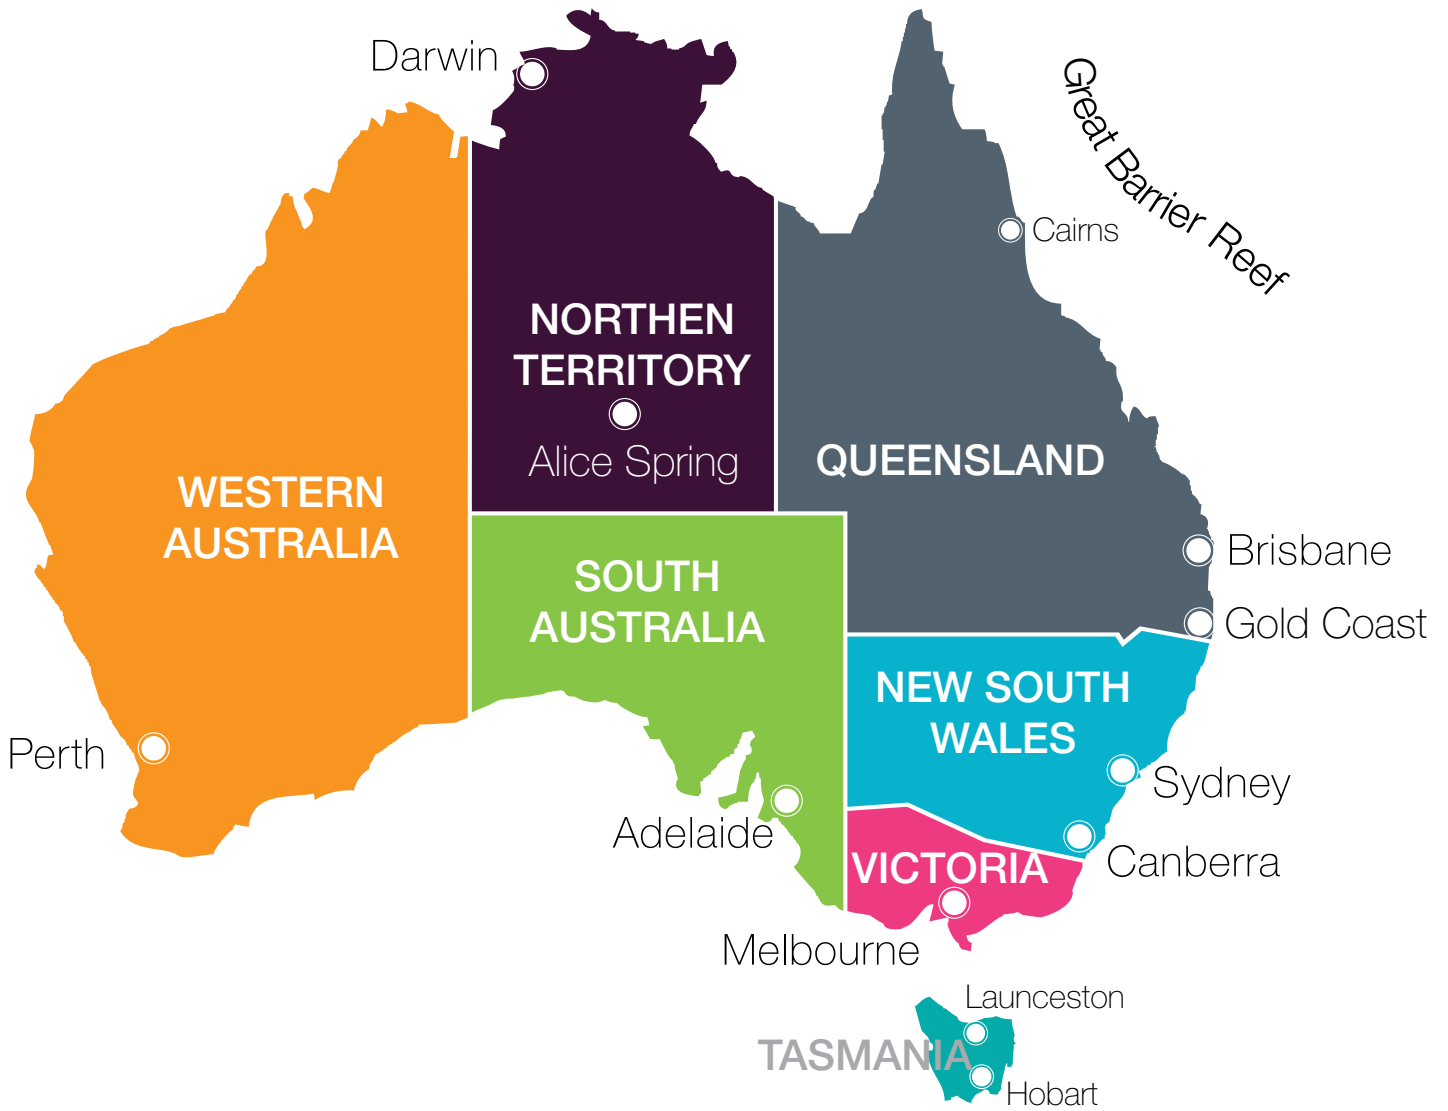 Darwin
Great Barrier Reef
Cairns
NORTHEN
TERRITORY
Alice Spring
QUEENSLAND
WESTERN
AUSTRALIA
SOUTH
AUSTRALIA
Brisbane
Gold Coast
NEW SOUTH
WALES
Perth
Sydney
Adelaide
VICTORIA
Canberra
Melbourne
Launceston
TASMANIA
Hobart